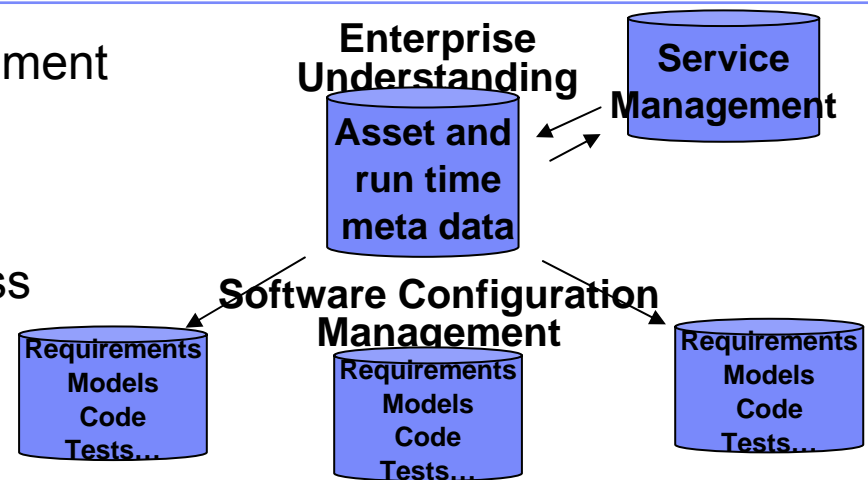 ment
ss
Enterprise
Understanding
Service
Management
Asset and
run time
meta data
Software Configuration
Management
Requirements
Models
Code
Tests…
Requirements
Models
Code
Tests…
Requirements
Models
Code
Tests…